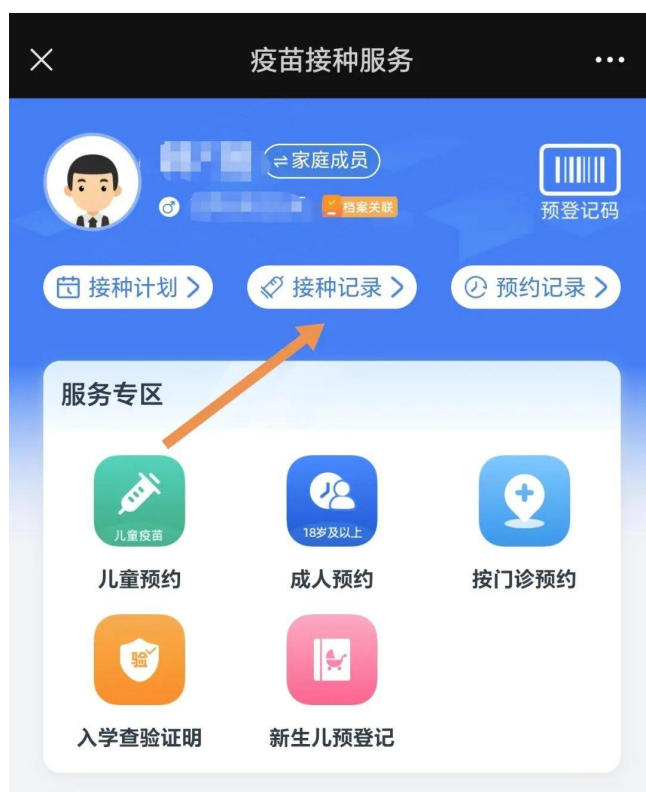 疫苗接种服务
家庭成员
档案关联
预登记码
接种计划
接种记录
预约记录
服务专区
儿童疫苗
18岁及以上
儿童预约
成人预约
按门诊预约
验
入学查验证明
新生儿预登记